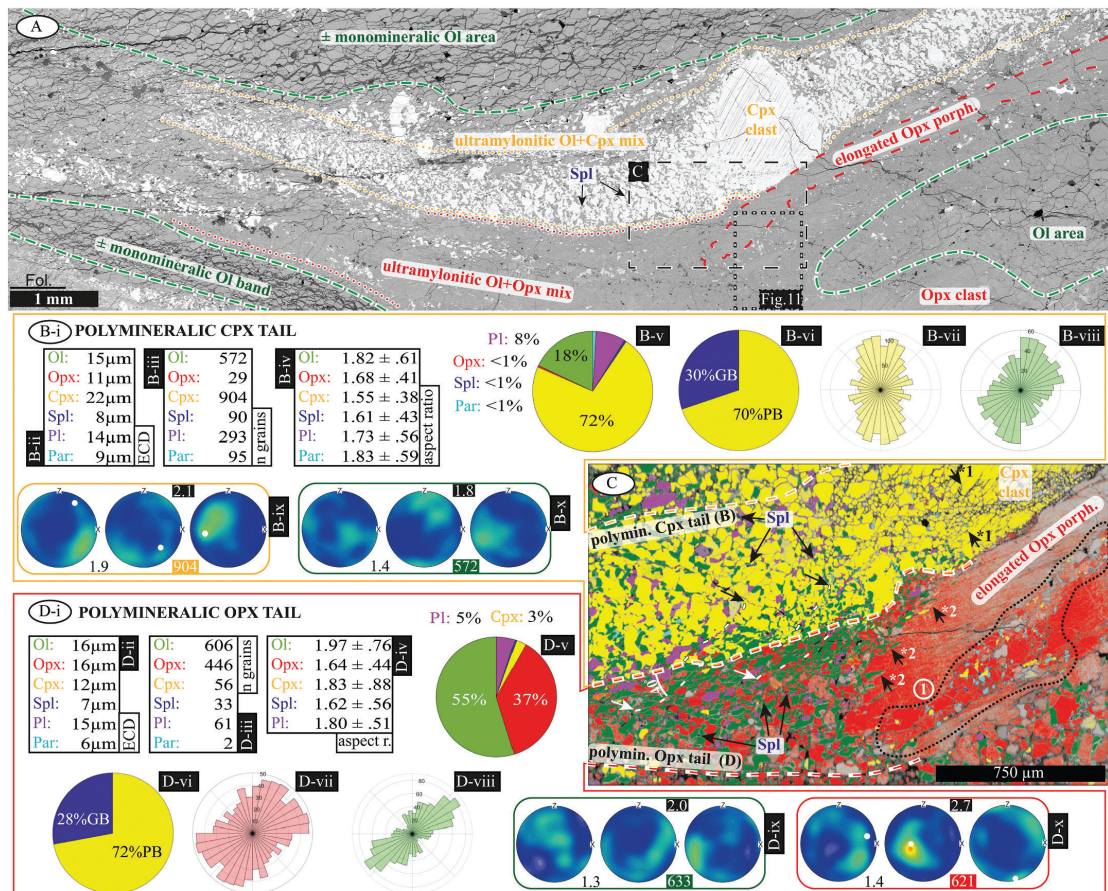 A
± monomineralic Ol area
ultramylonitic Ol+Cpx mix
Cpx
clast
elongated Opx porph.
Spl
C
Ol area
± monomineralic Ol band
ultramylonitic Ol+Opx mix
Opx clast
Fol.
1 mm
Fig.11
B-i POLYMINERALIC CPX TAIL
B-ii
Ol: 15µm
Opx: 11µm
Cpx: 22µm
Spl: 8µm
Pl: 14µm
Par: 9µm
ECD
B-iii
572
29
904
90
293
95
n grains
B-iv
Ol: 1.82 ± .61
Opx: 1.68 ± .41
Cpx: 1.55 ± .38
Spl: 1.61 ± .43
Pl: 1.73 ± .56
Par: 1.83 ± .59
aspect ratio
Pl: 8%
Opx: <1%
Spl: <1%
Par: <1%
B-v
18%
72%
B-vi
30%GB
70%PB
B-vii
100
B-viii
60
20
Z
X
2.1
B-ix
1.9
904
Z
X
1.8
B-x
1.4
572
C
Cpx
clast
*1
*1
polymin. Cpx tail (B)
Spl
elongated Opx porph.
*2
*2
*2
1
Spl
polymin. Opx tail (D)
750 µm
D-i POLYMINERALIC OPX TAIL
D-ii
Ol: 16µm
Opx: 16µm
Cpx: 12µm
Spl: 7µm
Pl: 15µm
Par: 6µm
ECD
Ol: 606
Opx: 446
Cpx: 56
Spl: 33
Pl: 61
Par: 2
n grains
D-iii
Ol: 1.97 ± .76
Opx: 1.64 ± .44
Cpx: 1.83 ± .88
Spl: 1.62 ± .56
Pl: 1.80 ± .51
D-iv
aspect r.
Pl: 5% Cpx: 3%
D-v
55%
37%
D-vi
28%GB
72%PB
D-vii
50
D-viii
80
Z
X
2.0
D-ix
1.3
633
Z
X
2.7
D-x
1.4
621